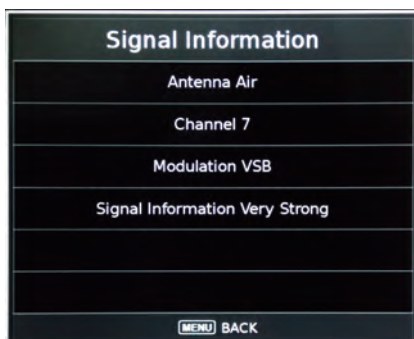 Signal Information
Antenna Air
Channel 7
Modulation VSB
Signal Information Very Strong
MENU BACK